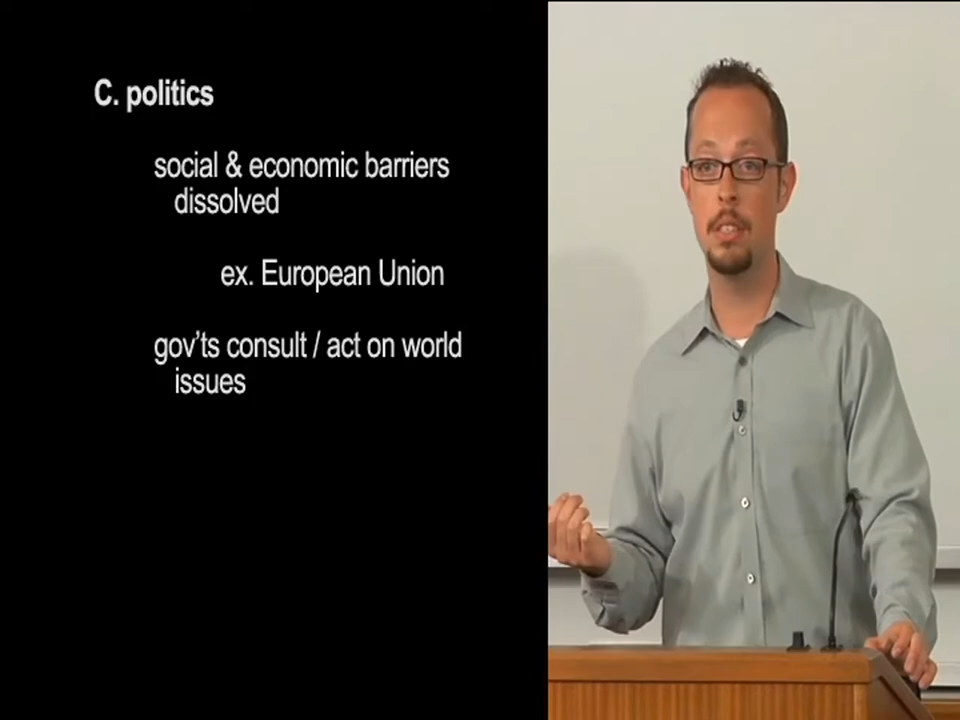 C. politics
social & economic barriers
dissolved
ex. European Union
gov'ts consult / act on world
issues